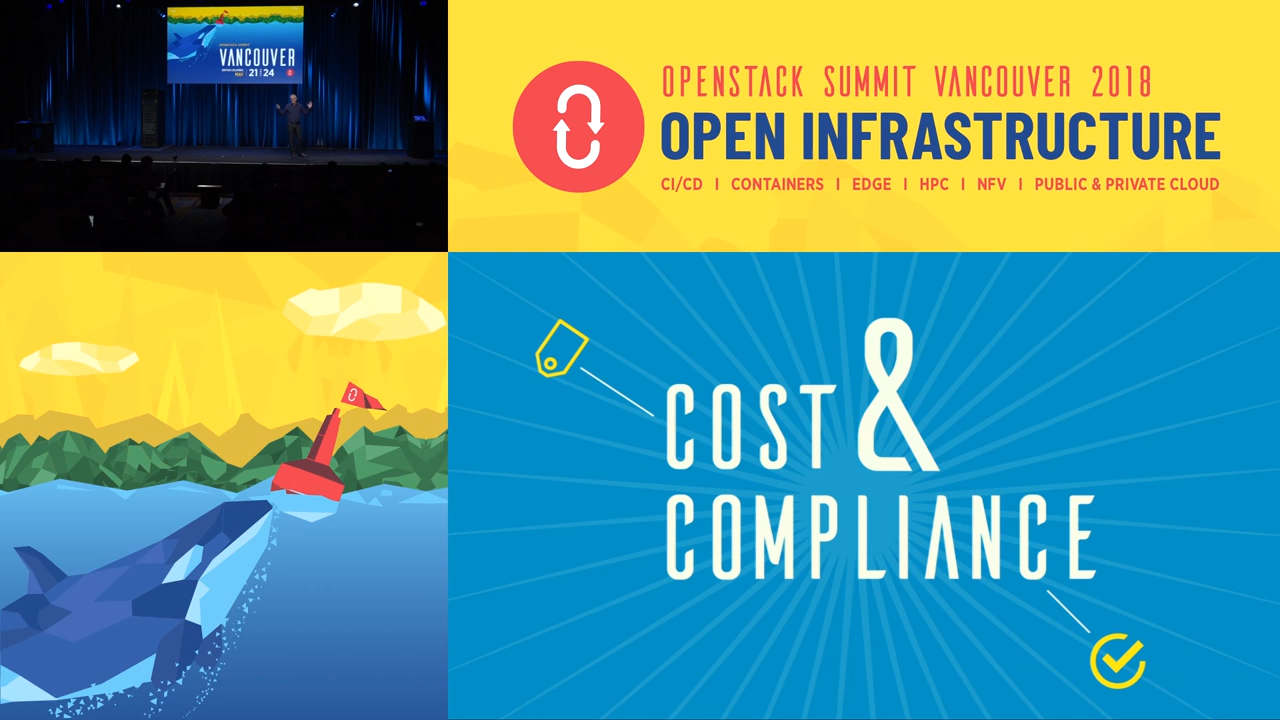 VANCOUVER
MAY 21 24
OPENSTACK SUMMIT VANCOUVER 2018
OPEN INFRASTRUCTURE
CI/CD I CONTAINERS I EDGE I HPC I NFV I PUBLIC & PRIVATE CLOUD
COST &
COMPLIANCE